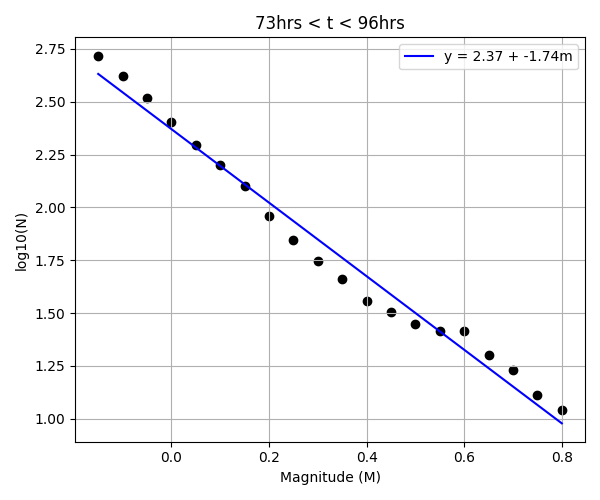 73hrs < t < 96hrs
y = 2.37 + -1.74m
2.75
2.50
2.25
2.00
1.75
1.50
1.25
1.00
log10(N)
0.0 0.2 0.4 0.6 0.8
Magnitude (M)